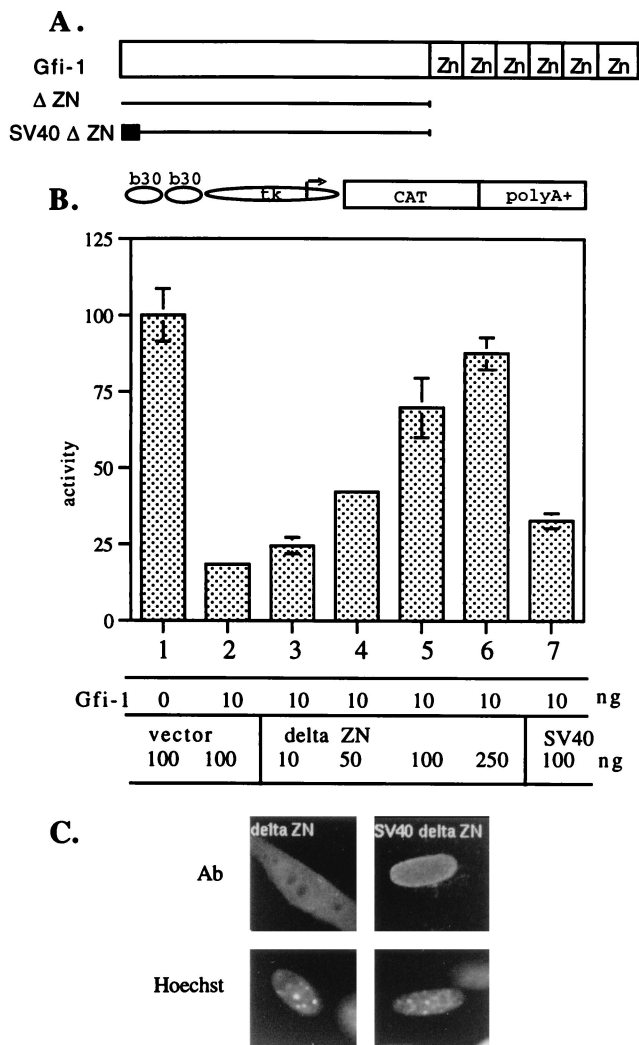 A.
Gfi-1 Zn Zn Zn Zn Zn Zn
Δ ZN
SV40 Δ ZN
B.
b30 b30 tk CAT polyA+
125
100
75
50
25
0
activity
1 2 3 4 5 6 7
Gfi-1 0 10 10 10 10 10 10 ng
vector delta ZN SV40
100 100 10 50 100 250 100 ng
C.
delta ZN SV40 delta ZN
Ab
Hoechst